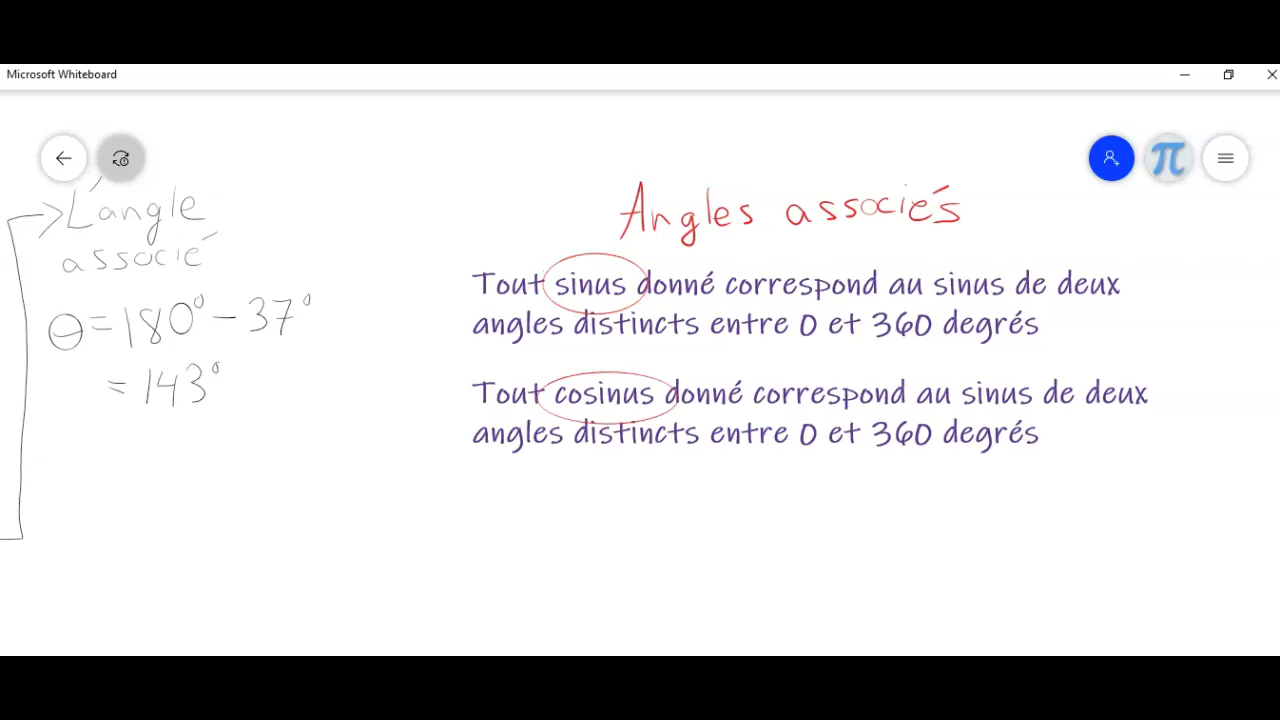 Microsoft Whiteboard
L'angle
associé
θ = 180° - 37°
= 143°
Angles associés
Tout sinus donné correspond au sinus de deux
angles distincts entre 0 et 360 degrés
Tout cosinus donné correspond au sinus de deux
angles distincts entre 0 et 360 degrés